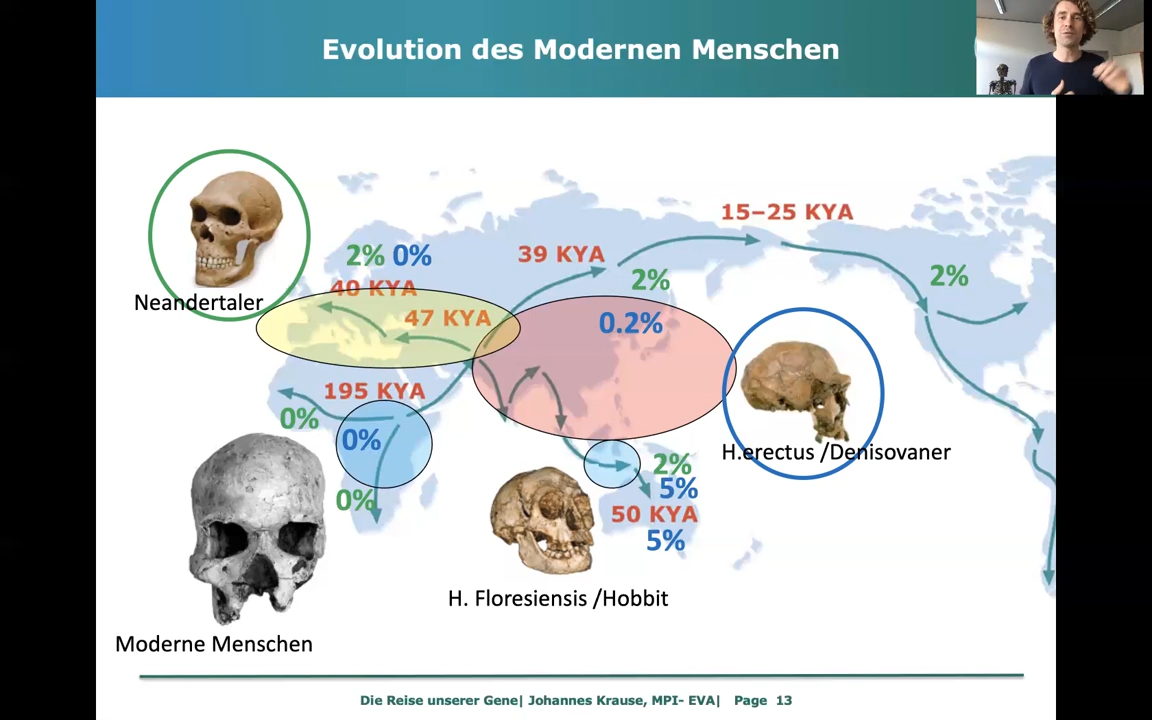 Evolution des Modernen Menschen
15–25 KYA
2% 0%
39 KYA
2%
2%
40 KYA
Neandertaler
47 KYA
0.2%
195 KYA
0%
0%
H.erectus /Denisovaner
2%
5%
0%
50 KYA
5%
H. Floresiensis /Hobbit
Moderne Menschen
Die Reise unserer Gene| Johannes Krause, MPI- EVA| Page 13